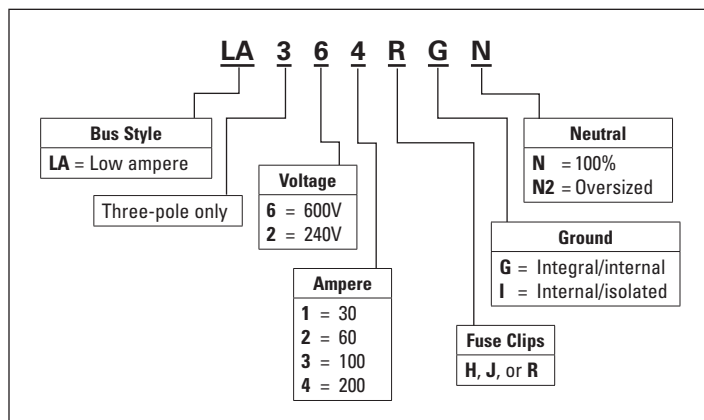 LA 3 6 4 R G N
Bus Style
LA = Low ampere
Three-pole only
Voltage
6 = 600V
2 = 240V
Ampere
1 = 30
2 = 60
3 = 100
4 = 200
Fuse Clips
H, J, or R
Ground
G = Integral/internal
I = Internal/isolated
Neutral
N = 100%
N2 = Oversized